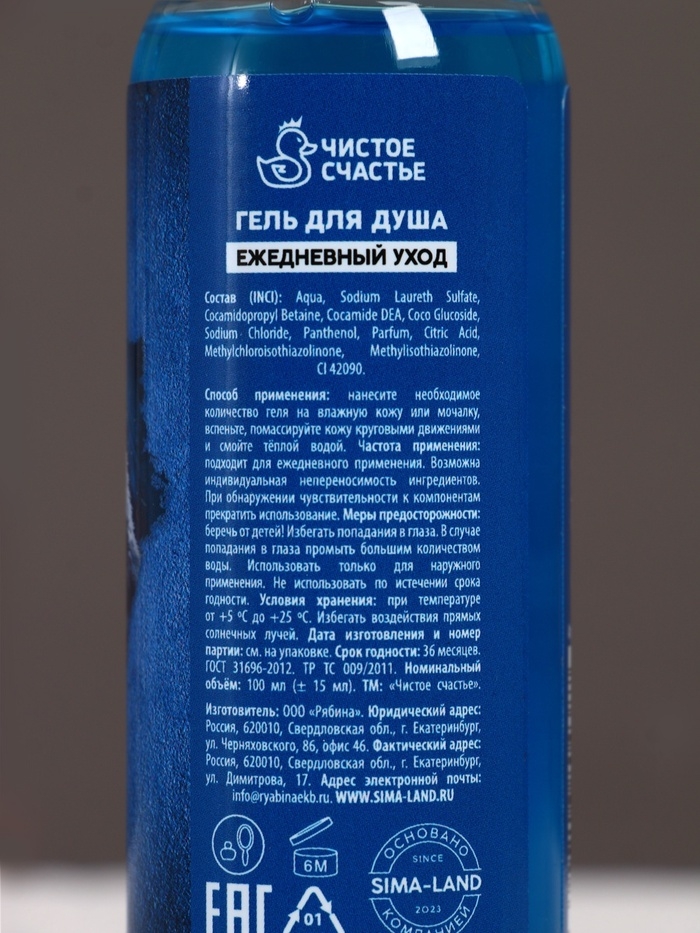 ЧИСТОЕ
СЧАСТЬЕ
ГЕЛЬ ДЛЯ ДУША
ЕЖЕДНЕВНЫЙ УХОД
Состав (INCI): Aqua, Sodium Laureth Sulfate,
Cocamidopropyl Betaine, Cocamide DEA, Coco Glucoside,
Sodium Chloride, Panthenol, Parfum, Citric Acid,
Methylchloroisothiazolinone, Methylisothiazolinone,
CI 42090.
Способ применения: нанесите необходимое
количество геля на влажную кожу или мочалку,
вспеньте, помассируйте кожу круговыми движениями
и смойте тёплой водой. Частота применения:
подходит для ежедневного применения. Возможна
индивидуальная непереносимость ингредиентов.
При обнаружении чувствительности к компонентам
прекратить использование. Меры предосторожности:
беречь от детей! Избегать попадания в глаза. В случае
попадания в глаза промыть большим количеством
воды. Использовать только для наружного
применения. Не использовать по истечении срока
годности. Условия хранения: при температуре
от +5 ºС до +25 ºС. Избегать воздействия прямых
солнечных лучей. Дата изготовления и номер
партии: см. на упаковке. Срок годности: 36 месяцев.
ГОСТ 31696-2012. ТР ТС 009/2011. Номинальный
объём: 100 мл (± 15 мл). ТМ: «Чистое счастье».
Изготовитель: ООО «Рябина». Юридический адрес:
Россия, 620010, Свердловская обл., г. Екатеринбург,
ул. Черняховского, 86, офис 46. Фактический адрес:
Россия, 620010, Свердловская обл., г. Екатеринбург,
ул. Димитрова, 17. Адрес электронной почты:
info@ryabinaekb.ru. WWW.SIMA-LAND.RU
6М
ОСНОВАНО
SINCE
SIMA-LAND
2023
КОМПАНИЕЙ
EAC
01